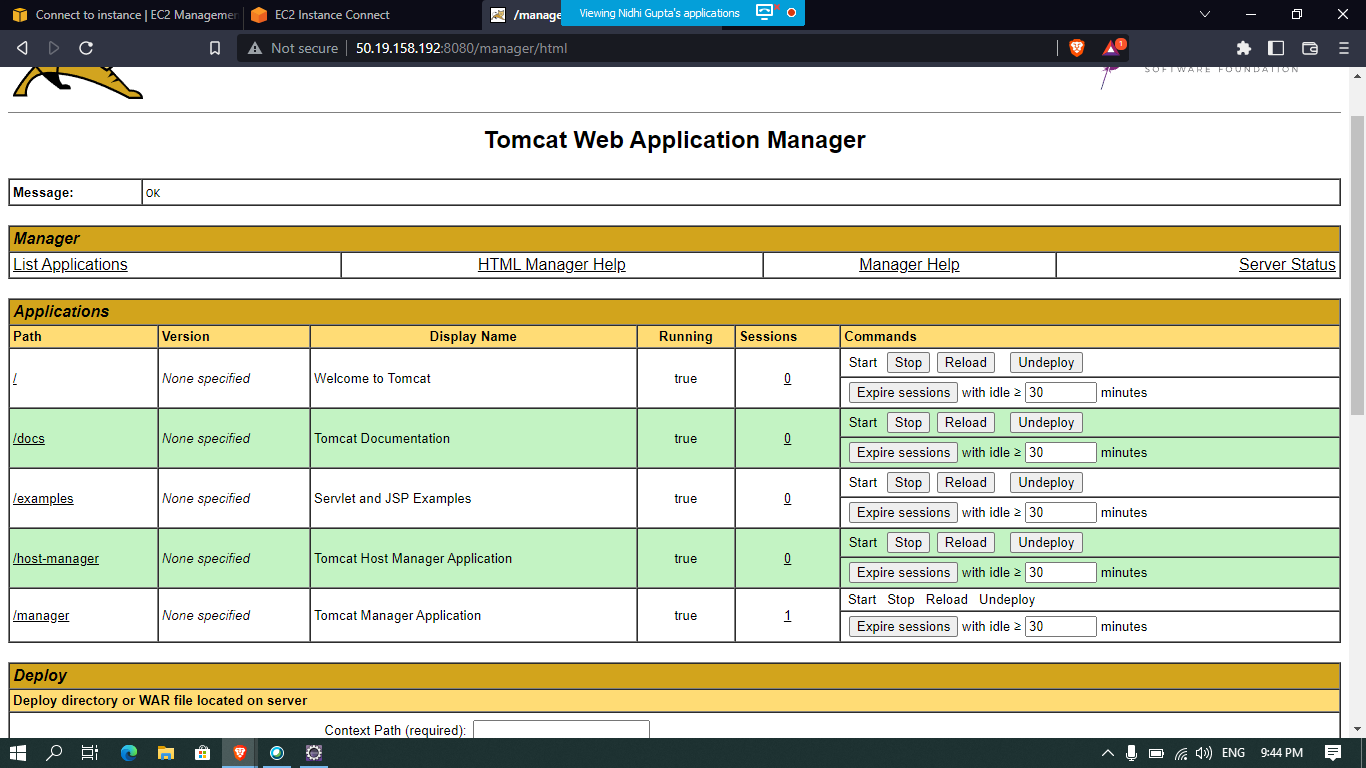 Connect to instance | EC2 Managemen
EC2 Instance Connect
/manage
Viewing Nidhi Gupta's applications
Not secure
50.19.158.192:8080/manager/html
1
SOFTWARE FOUNDATION
Tomcat Web Application Manager
Message: OK
Manager
List Applications HTML Manager Help Manager Help Server Status
Applications
Path Version Display Name Running Sessions Commands
/ None specified Welcome to Tomcat true 0 Start Stop Reload Undeploy
Expire sessions with idle ≥ 30 minutes
/docs None specified Tomcat Documentation true 0 Start Stop Reload Undeploy
Expire sessions with idle ≥ 30 minutes
/examples None specified Servlet and JSP Examples true 0 Start Stop Reload Undeploy
Expire sessions with idle ≥ 30 minutes
/host-manager None specified Tomcat Host Manager Application true 0 Start Stop Reload Undeploy
Expire sessions with idle ≥ 30 minutes
/manager None specified Tomcat Manager Application true 1 Start Stop Reload Undeploy
Expire sessions with idle ≥ 30 minutes
Deploy
Deploy directory or WAR file located on server
Context Path (required):
ENG 9:44 PM